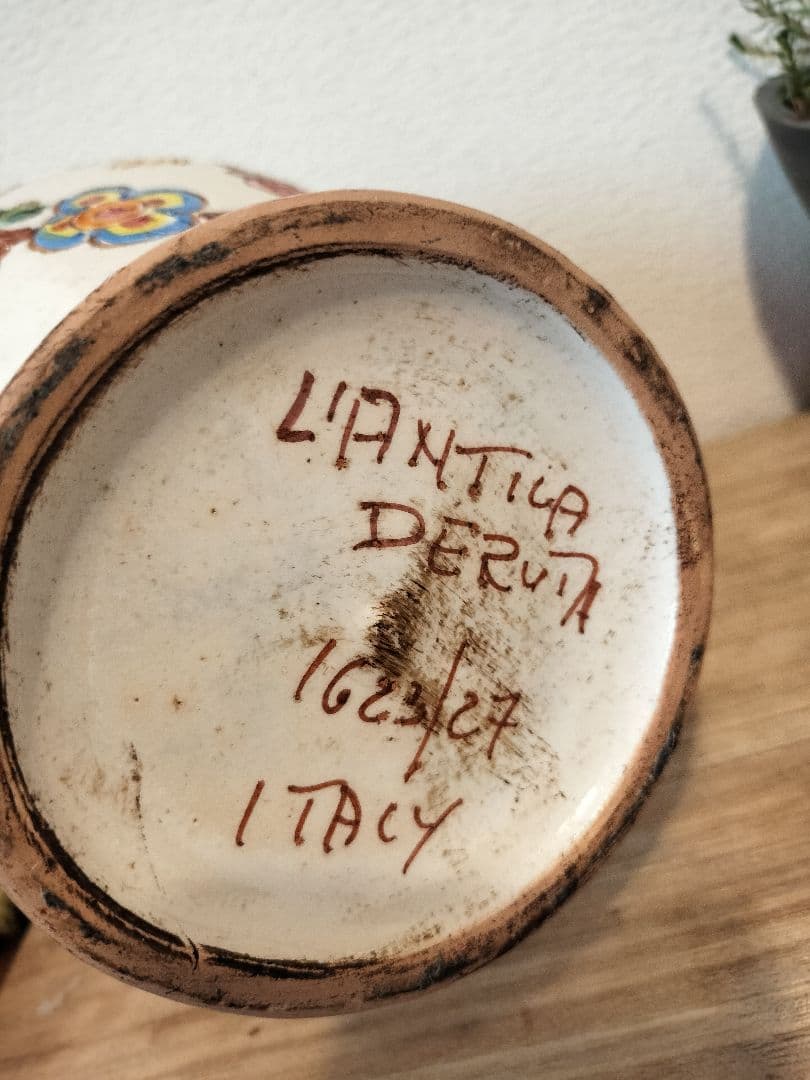 L'ANTICA
DERUTA
1623/27
ITALY